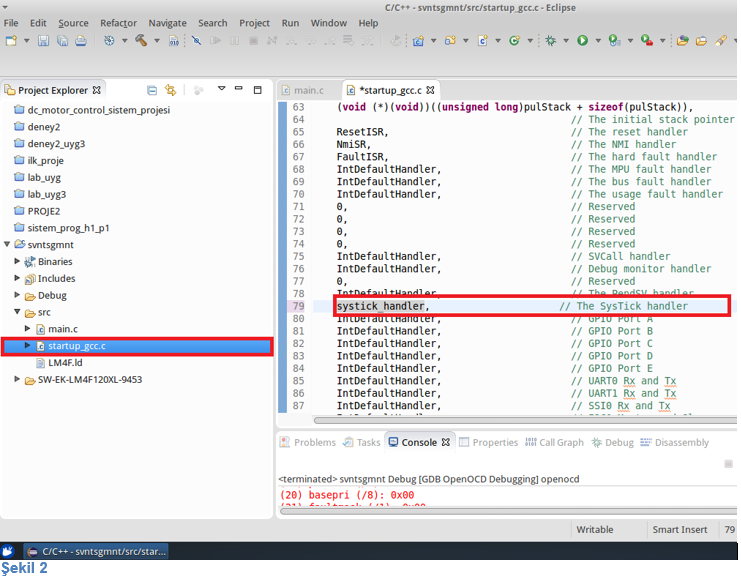 C/C++ - svntsgmnt/src/startup_gcc.c - Eclipse
File Edit Source Refactor Navigate Search Project Run Window Help
Project Explorer
dc_motor_control_sistem_projesi
deney2
deney2_uyg3
ilk_proje
lab_uyg
lab_uyg3
PROJE2
sistem_prog_h1_p1
svntsgmnt
Binaries
Includes
Debug
src
main.c
startup_gcc.c
LM4F.ld
SW-EK-LM4F120XL-9453
main.c *startup_gcc.c
63 (void (*)(void))((unsigned long)pulStack + sizeof(pulStack)),
64 // The initial stack pointer
65 ResetISR, // The reset handler
66 NmiSR, // The NMI handler
67 FaultISR, // The hard fault handler
68 IntDefaultHandler, // The MPU fault handler
69 IntDefaultHandler, // The bus fault handler
70 IntDefaultHandler, // The usage fault handler
71 0, // Reserved
72 0, // Reserved
73 0, // Reserved
74 0, // Reserved
75 IntDefaultHandler, // SVCall handler
76 IntDefaultHandler, // Debug monitor handler
77 0, // Reserved
78 IntDefaultHandler, // The PendSV handler
79 systick_handler, // The SysTick handler
80 IntDefaultHandler, // GPIO Port A
81 IntDefaultHandler, // GPIO Port B
82 IntDefaultHandler, // GPIO Port C
83 IntDefaultHandler, // GPIO Port D
84 IntDefaultHandler, // GPIO Port E
85 IntDefaultHandler, // UART0 Rx and Tx
86 IntDefaultHandler, // UART1 Rx and Tx
87 IntDefaultHandler, // SSI0 Rx and Tx
Problems Tasks Console Properties Call Graph Debug Disassembly
<terminated> svntsgmnt Debug [GDB OpenOCD Debugging] openocd
(20) basepri (/8): 0x00
(21) faultmask (/1): 0x00
Writable Smart Insert 79
C/C++ - svntsgmnt/src/star...
Şekil 2